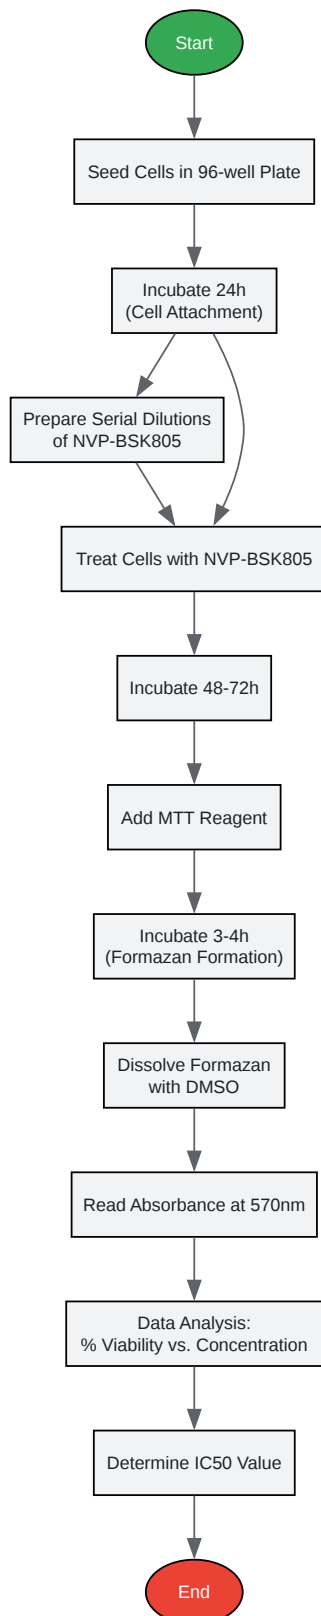 Start
Seed Cells in 96-well Plate
Incubate 24h
(Cell Attachment)
Prepare Serial Dilutions
of NVP-BSK805
Treat Cells with NVP-BSK805
Incubate 48-72h
Add MTT Reagent
Incubate 3-4h
(Formazan Formation)
Dissolve Formazan
with DMSO
Read Absorbance at 570nm
Data Analysis:
% Viability vs. Concentration
Determine IC50 Value
End